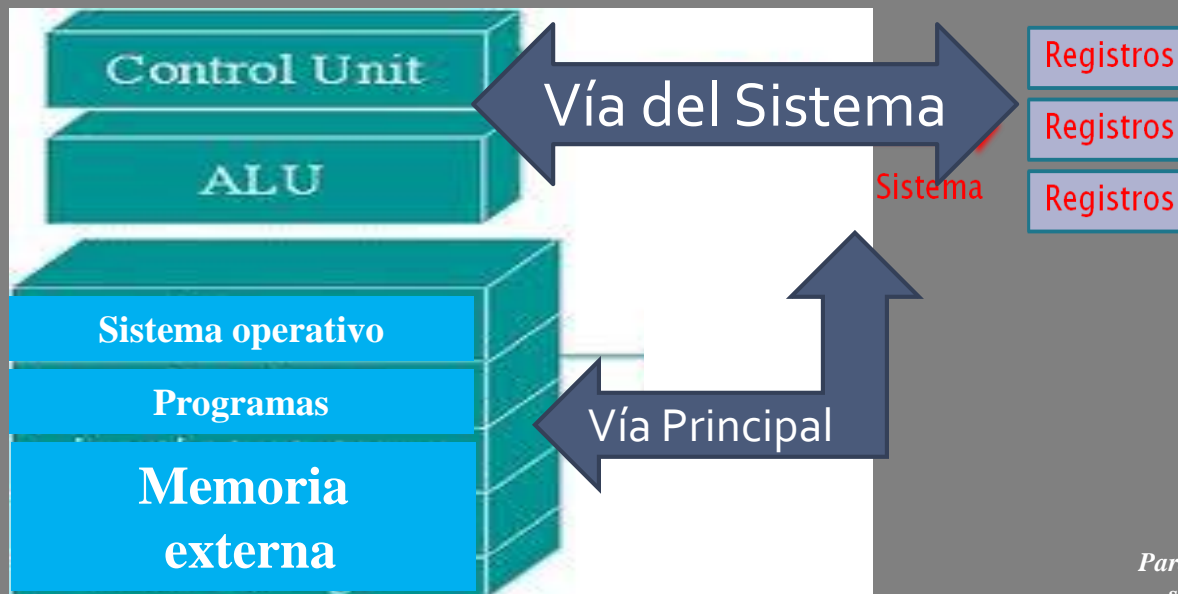 Control Unit
Vía del Sistema
Registros
Registros
ALU
Sistema
Registros
Sistema operativo
Programas
Vía Principal
Memoria
externa